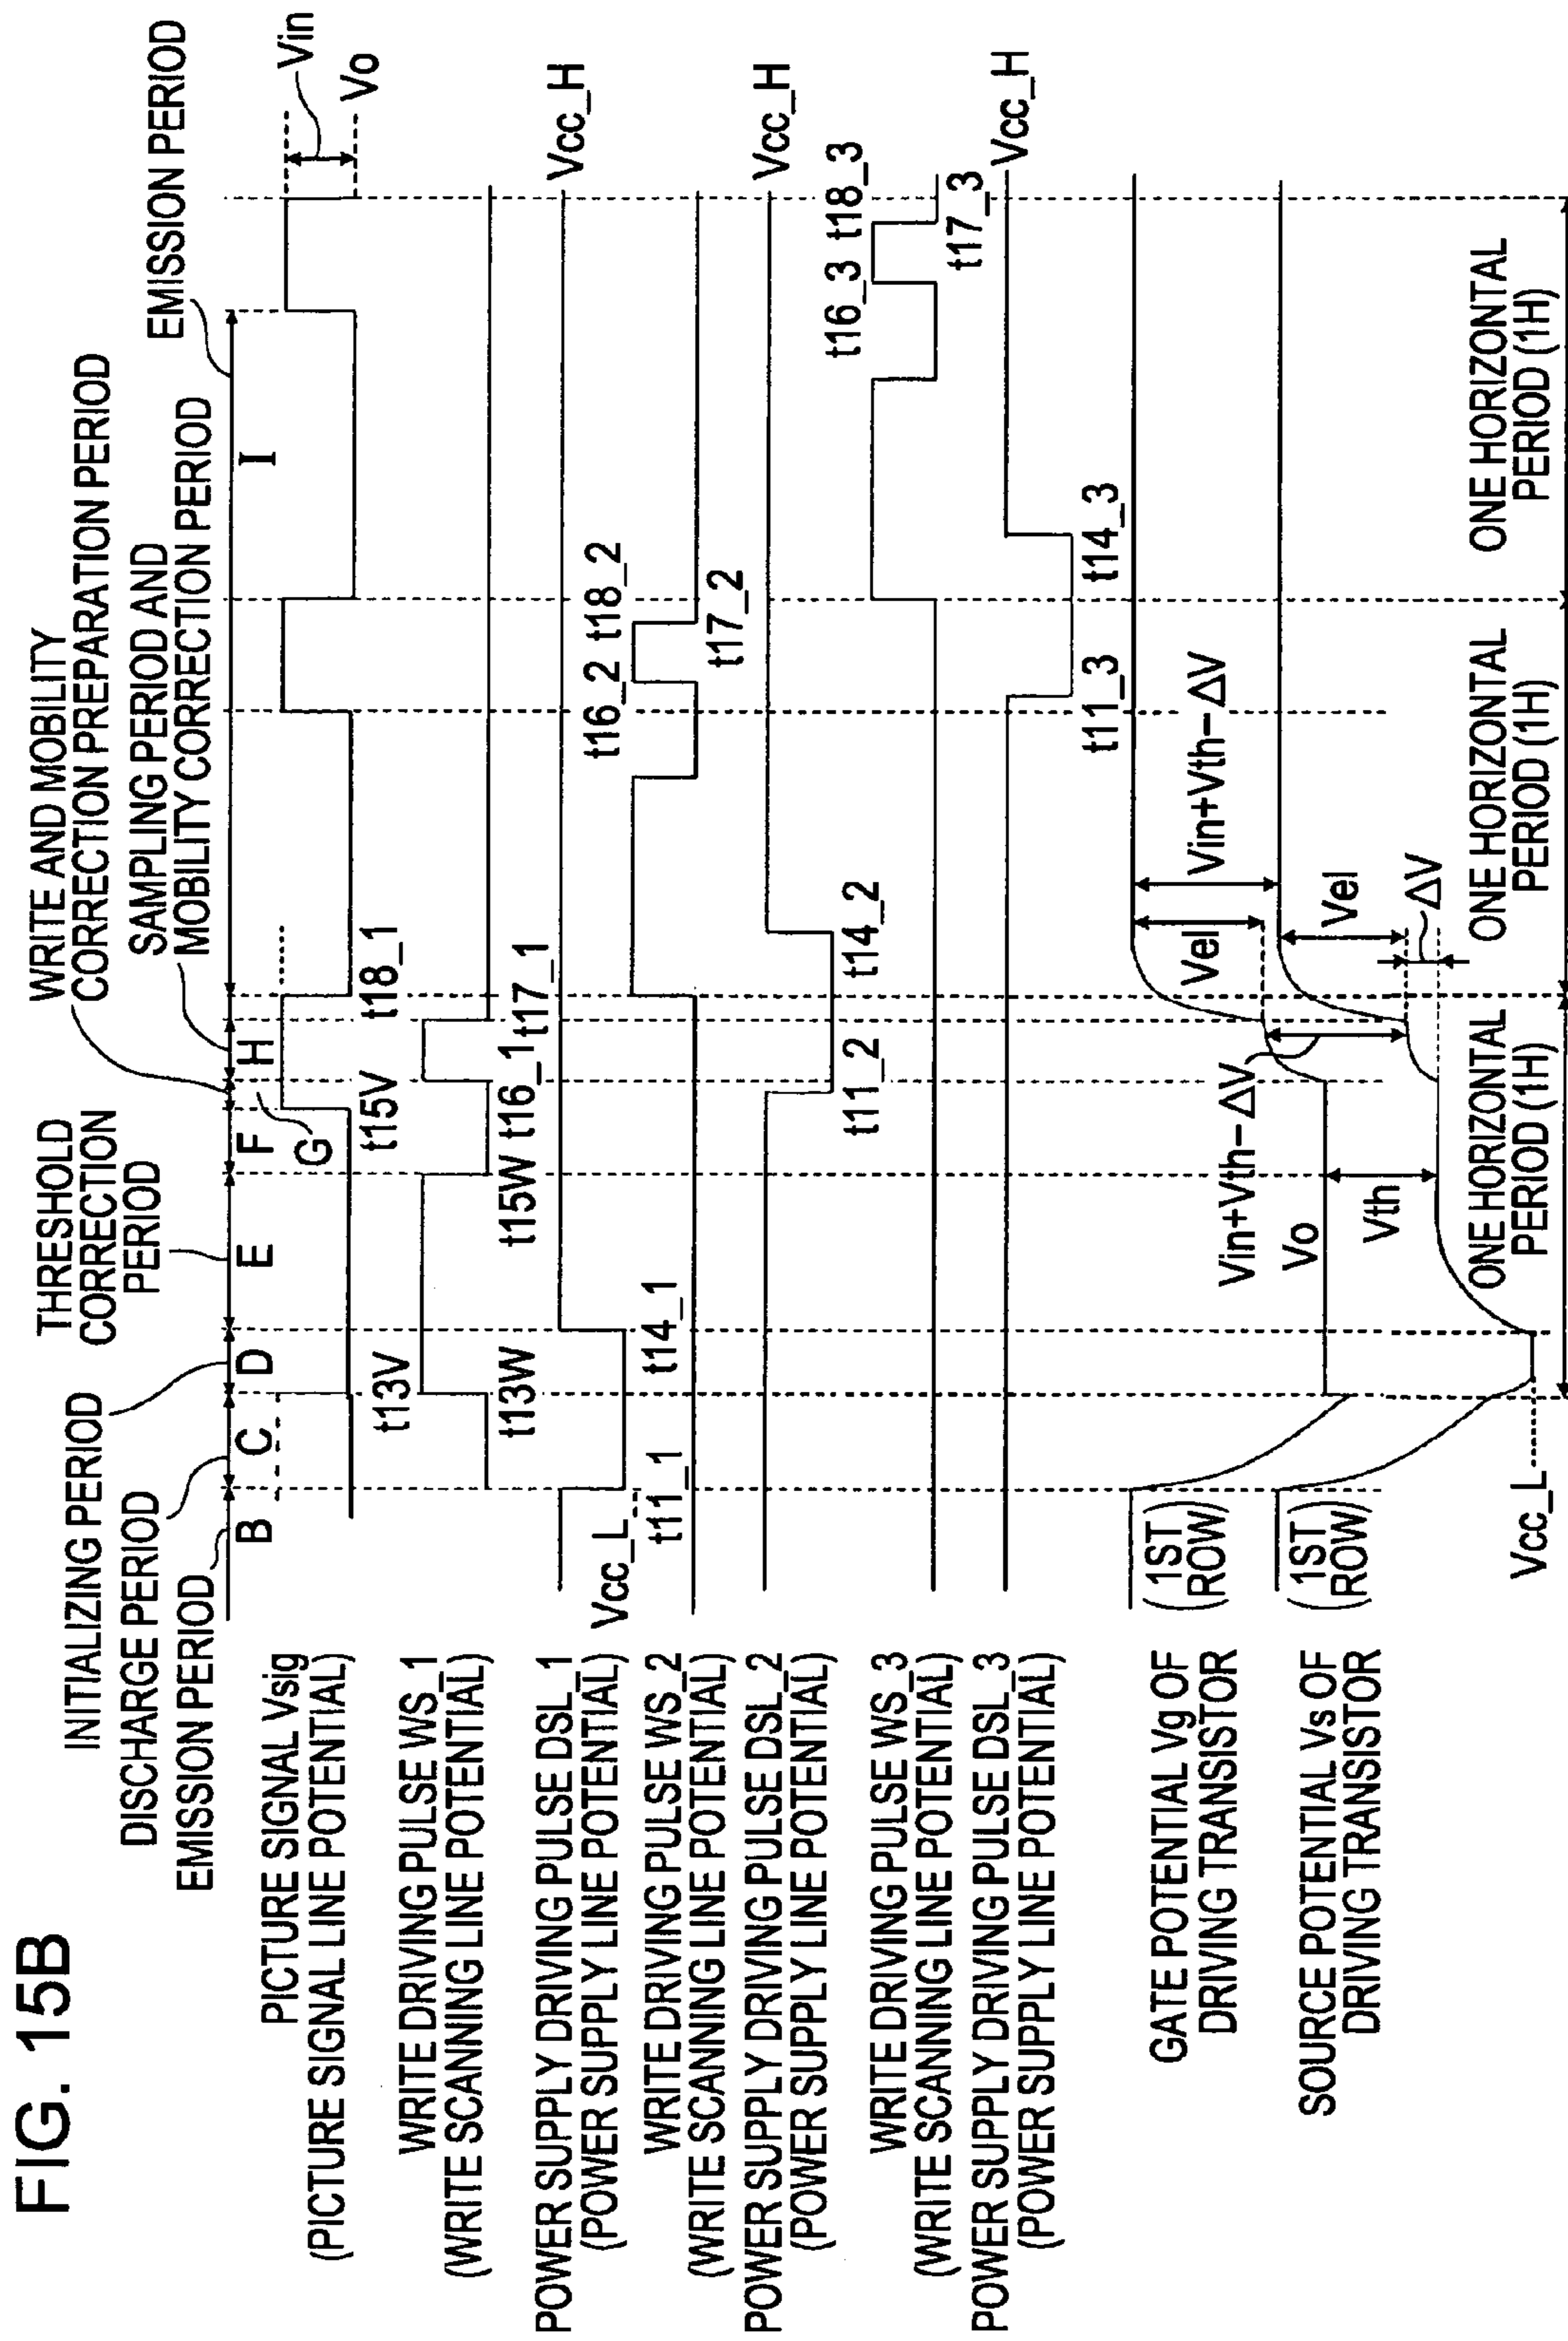 FIG. 15B
INITIALIZING PERIOD
DISCHARGE PERIOD
EMISSION PERIOD
THRESHOLD
CORRECTION
PERIOD
WRITE AND MOBILITY
CORRECTION PREPARATION PERIOD
SAMPLING PERIOD AND
MOBILITY CORRECTION PERIOD
EMISSION PERIOD
B
C
D
E
F
G
H
I
PICTURE SIGNAL Vsig
(PICTURE SIGNAL LINE POTENTIAL)
Vin
Vo
t13V
t15V
t18_1
WRITE DRIVING PULSE WS_1
(WRITE SCANNING LINE POTENTIAL)
t13W
t15W
t16_1
t17_1
POWER SUPPLY DRIVING PULSE DSL_1
(POWER SUPPLY LINE POTENTIAL)
Vcc_H
Vcc_L
t11_1
t14_1
WRITE DRIVING PULSE WS_2
(WRITE SCANNING LINE POTENTIAL)
t16_2
t18_2
t17_2
POWER SUPPLY DRIVING PULSE DSL_2
(POWER SUPPLY LINE POTENTIAL)
Vcc_H
t11_2
t14_2
WRITE DRIVING PULSE WS_3
(WRITE SCANNING LINE POTENTIAL)
t16_3
t18_3
t17_3
POWER SUPPLY DRIVING PULSE DSL_3
(POWER SUPPLY LINE POTENTIAL)
Vcc_H
t11_3
t14_3
GATE POTENTIAL Vg OF
DRIVING TRANSISTOR
(1ST
ROW)
Vel
Vin+Vth−ΔV
Vin+Vth−ΔV
Vo
SOURCE POTENTIAL Vs OF
DRIVING TRANSISTOR
(1ST
ROW)
Vth
Vel
ΔV
Vcc_L
ONE HORIZONTAL
PERIOD (1H)
ONE HORIZONTAL
PERIOD (1H)
ONE HORIZONTAL
PERIOD (1H)